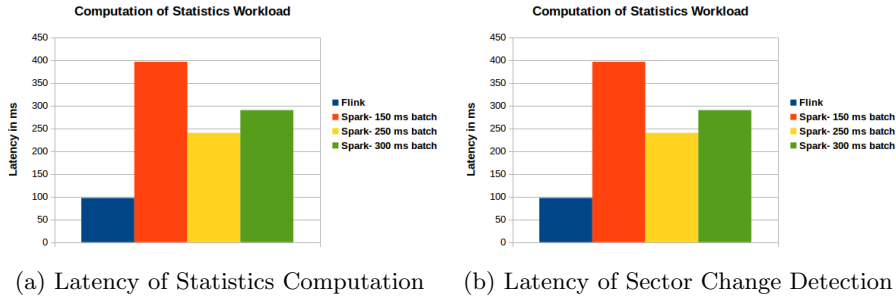 Computation of Statistics Workload
450
400
350
300
250
200
150
100
50
0
Latency in ms
Flink
Spark- 150 ms batch
Spark- 250 ms batch
Spark- 300 ms batch
(a) Latency of Statistics Computation
Computation of Statistics Workload
450
400
350
300
250
200
150
100
50
0
Latency in ms
Flink
Spark- 150 ms batch
Spark- 250 ms batch
Spark- 300 ms batch
(b) Latency of Sector Change Detection